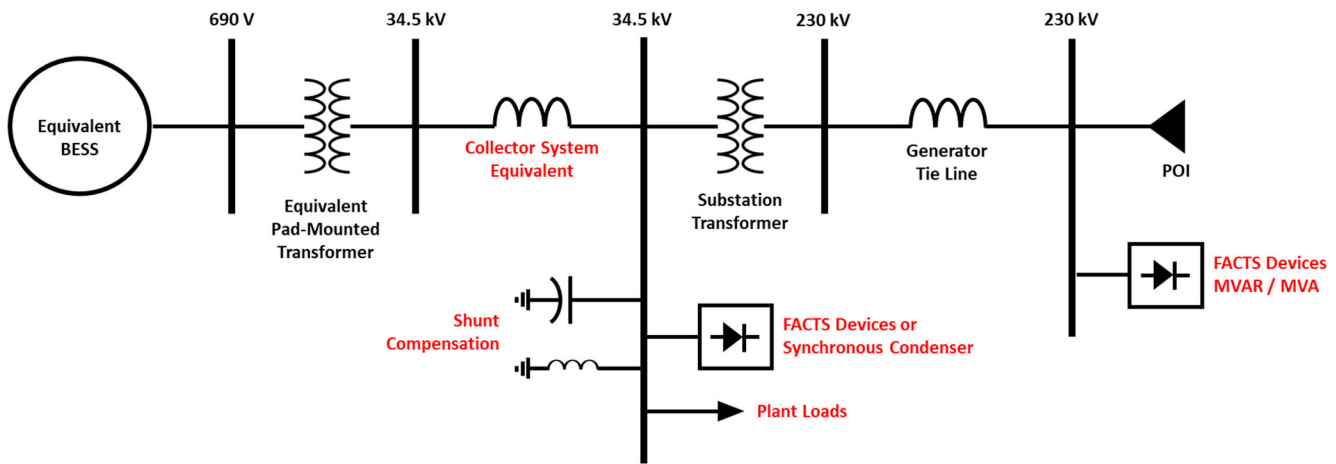 690 V
34.5 kV
34.5 kV
230 kV
230 kV
Equivalent
BESS
Collector System
Equivalent
Generator
Tie Line
POI
Equivalent
Pad-Mounted
Transformer
Substation
Transformer
FACTS Devices
MVAR / MVA
Shunt
Compensation
FACTS Devices or
Synchronous Condenser
Plant Loads